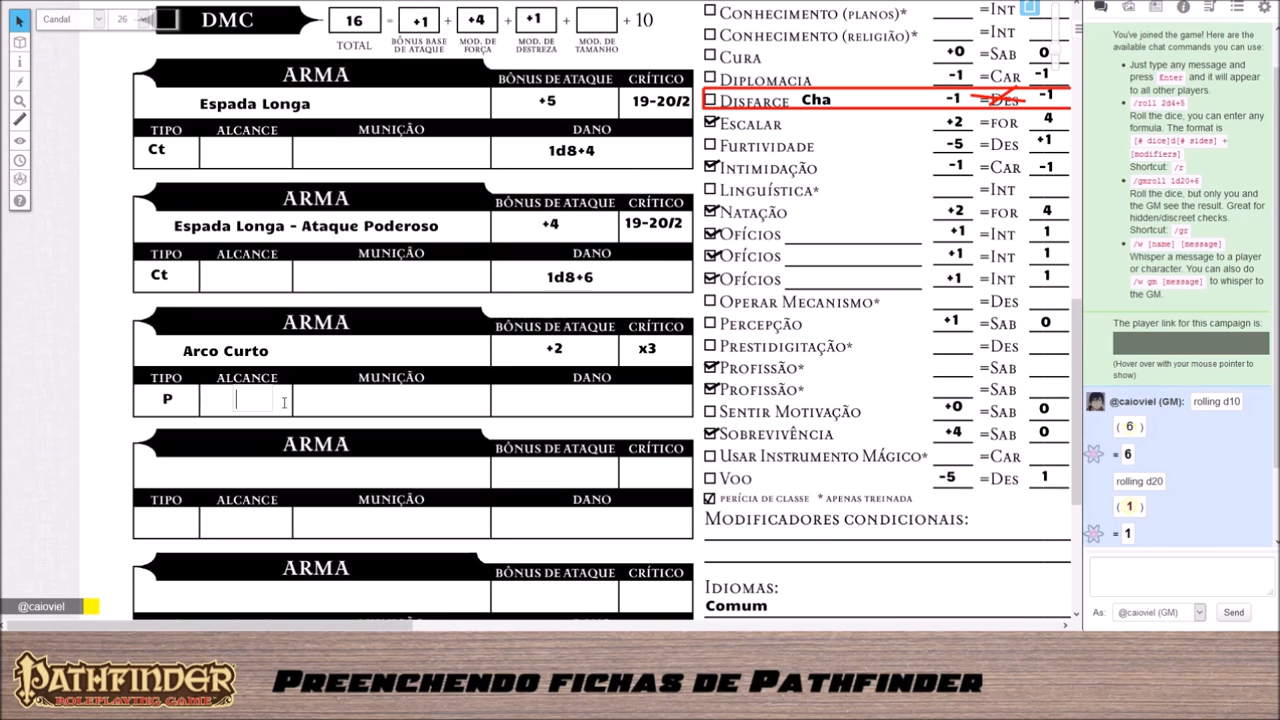 Candal 26
DMC 16 = +1 + +4 + +1 + + 10
TOTAL BÔNUS BASE DE ATAQUE MOD. DE FORÇA MOD. DE DESTREZA MOD. DE TAMANHO
ARMA BÔNUS DE ATAQUE CRÍTICO
Espada Longa +5 19-20/2
TIPO ALCANCE MUNIÇÃO DANO
Ct 1d8+4
ARMA BÔNUS DE ATAQUE CRÍTICO
Espada Longa - Ataque Poderoso +4 19-20/2
TIPO ALCANCE MUNIÇÃO DANO
Ct 1d8+6
ARMA BÔNUS DE ATAQUE CRÍTICO
Arco Curto +2 x3
TIPO ALCANCE MUNIÇÃO DANO
P
ARMA BÔNUS DE ATAQUE CRÍTICO
TIPO ALCANCE MUNIÇÃO DANO
ARMA BÔNUS DE ATAQUE CRÍTICO
@caioviel
CONHECIMENTO (PLANOS)* =INT
CONHECIMENTO (RELIGIÃO)* =INT
CURA +0 =SAB 0
DIPLOMACIA -1 =CAR -1
DISFARCE Cha -1 =DES -1
ESCALAR +2 =FOR 4
FURTIVIDADE -5 =DES +1
INTIMIDAÇÃO -1 =CAR -1
LINGUÍSTICA* =INT
NATAÇÃO +2 =FOR 4
OFÍCIOS +1 =INT 1
OFÍCIOS +1 =INT 1
OFÍCIOS +1 =INT 1
OPERAR MECANISMO* =DES
PERCEPÇÃO +1 =SAB 0
PRESTIDIGITAÇÃO* =DES
PROFISSÃO* =SAB
PROFISSÃO* =SAB
SENTIR MOTIVAÇÃO +0 =SAB 0
SOBREVIVÊNCIA +4 =SAB 0
USAR INSTRUMENTO MÁGICO* =CAR
VOO -5 =DES 1
PERÍCIA DE CLASSE * APENAS TREINADA
MODIFICADORES CONDICIONAIS:
IDIOMAS:
Comum
You've joined the game! Here are the
available chat commands you can use:
Just type any message and
press Enter and it will appear
to all other players.
/roll 2d4+5
Roll the dice, you can enter any
formula. The format is
[# dice]d[# sides] +
[modifiers]
Shortcut: /r
/gmroll 1d20+6
Roll the dice, but only you and
the GM see the result. Great for
hidden/discreet checks.
Shortcut: /gr
/w [name] [message]
Whisper a message to a player
or character. You can also do
/w gm [message] to whisper to
the GM.
The player link for this campaign is:
(Hover over with your mouse pointer to
show)
@caioviel (GM): rolling d10
( 6 )
= 6
rolling d20
( 1 )
= 1
As: @caioviel (GM) Send
PATHFINDER
ROLEPLAYING GAME
PREENCHENDO FICHAS DE PATHFINDER